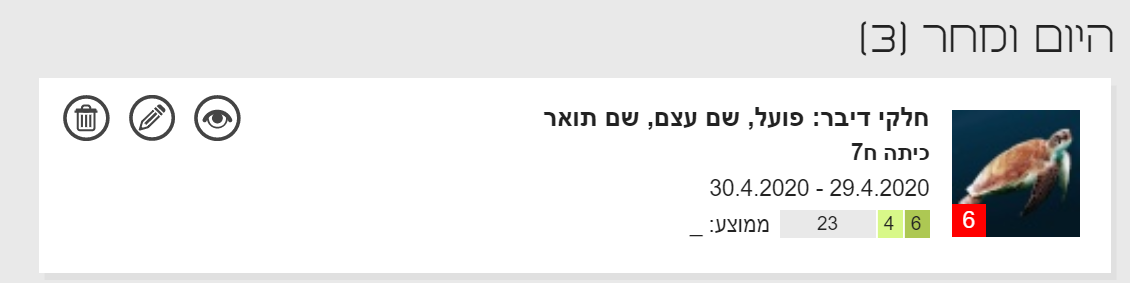 היום ומחר (3)
חלקי דיבר: פועל, שם עצם, שם תואר
כיתה ח7
29.4.2020 - 30.4.2020
6 4 23 ממוצע: _
6